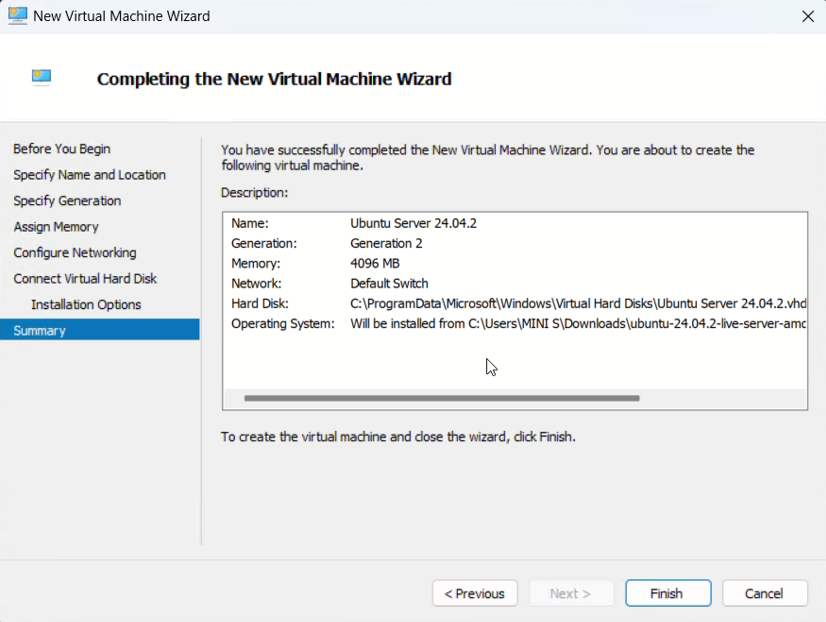 New Virtual Machine Wizard
Completing the New Virtual Machine Wizard
Before You Begin
Specify Name and Location
Specify Generation
Assign Memory
Configure Networking
Connect Virtual Hard Disk
Installation Options
Summary
You have successfully completed the New Virtual Machine Wizard. You are about to create the
following virtual machine.
Description:
Name: Ubuntu Server 24.04.2
Generation: Generation 2
Memory: 4096 MB
Network: Default Switch
Hard Disk: C:\ProgramData\Microsoft\Windows\Virtual Hard Disks\Ubuntu Server 24.04.2.vhd
Operating System: Will be installed from C:\Users\MINI S\Downloads\ubuntu-24.04.2-live-server-amd
To create the virtual machine and close the wizard, click Finish.
< Previous Next > Finish Cancel